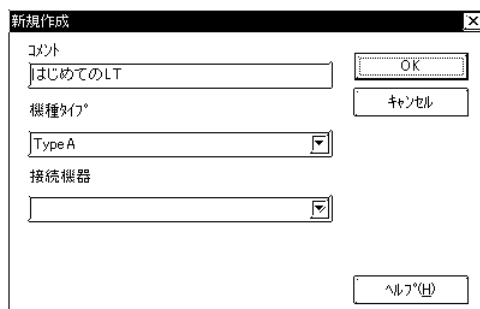 新規作成
コメント
はじめてのLT
OK
キャンセル
機種タイプ
Type A
接続機器
ヘルプ(H)